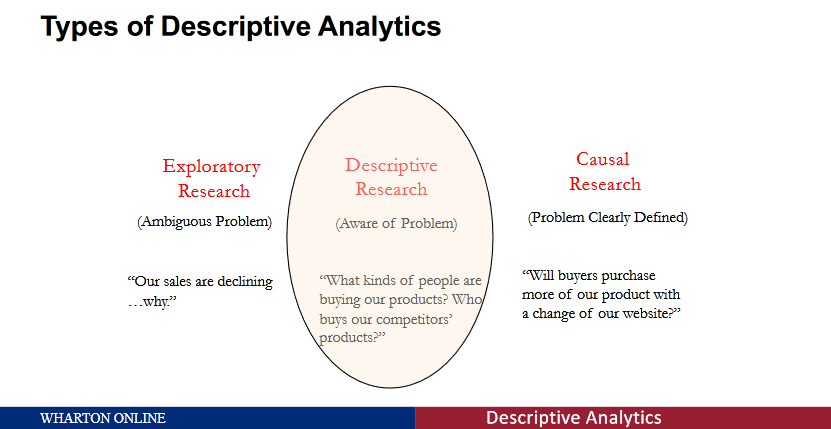 Types of Descriptive Analytics
Exploratory
Research
(Ambiguous Problem)
“Our sales are declining
…why.”
Descriptive
Research
(Aware of Problem)
“What kinds of people are
buying our products? Who
buys our competitors’
products?”
Causal
Research
(Problem Clearly Defined)
“Will buyers purchase
more of our product with
a change of our website?”
WHARTON ONLINE
Descriptive Analytics